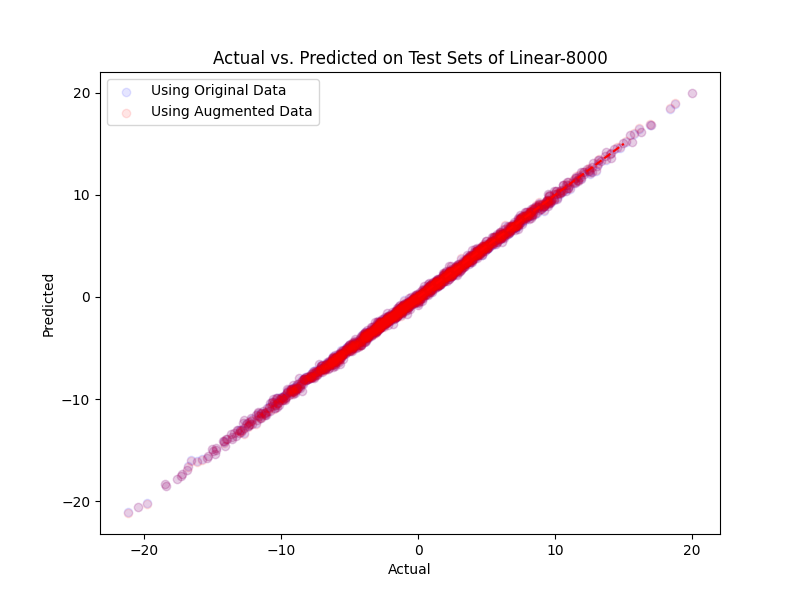 Actual vs. Predicted on Test Sets of Linear-8000
Using Original Data
Using Augmented Data
20
10
0
−10
−20
Predicted
−20
−10
0
10
20
Actual